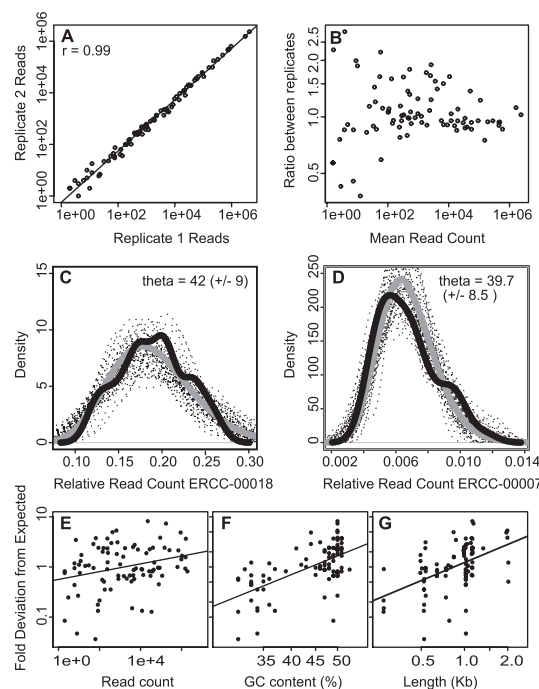 A
r = 0.99
1e+06
1e+04
1e+02
1e+00
Replicate 2 Reads
1e+00 1e+02 1e+04 1e+06
Replicate 1 Reads
B
2.5
2.0
1.5
1.0
0.5
Ratio between replicates
1e+00 1e+02 1e+04 1e+06
Mean Read Count
C
theta = 42 (+/- 9)
15
10
5
0
Density
0.10 0.15 0.20 0.25 0.30
Relative Read Count ERCC-00018
D
theta = 39.7
(+/- 8.5 )
250
200
150
100
50
0
Density
0.002 0.006 0.010 0.014
Relative Read Count ERCC-00007
E
10
1
0.1
Fold Deviation from Expected
1e+0 1e+4
Read count
F
35 40 45 50
GC content (%)
G
0.5 1.0 2.0
Length (Kb)